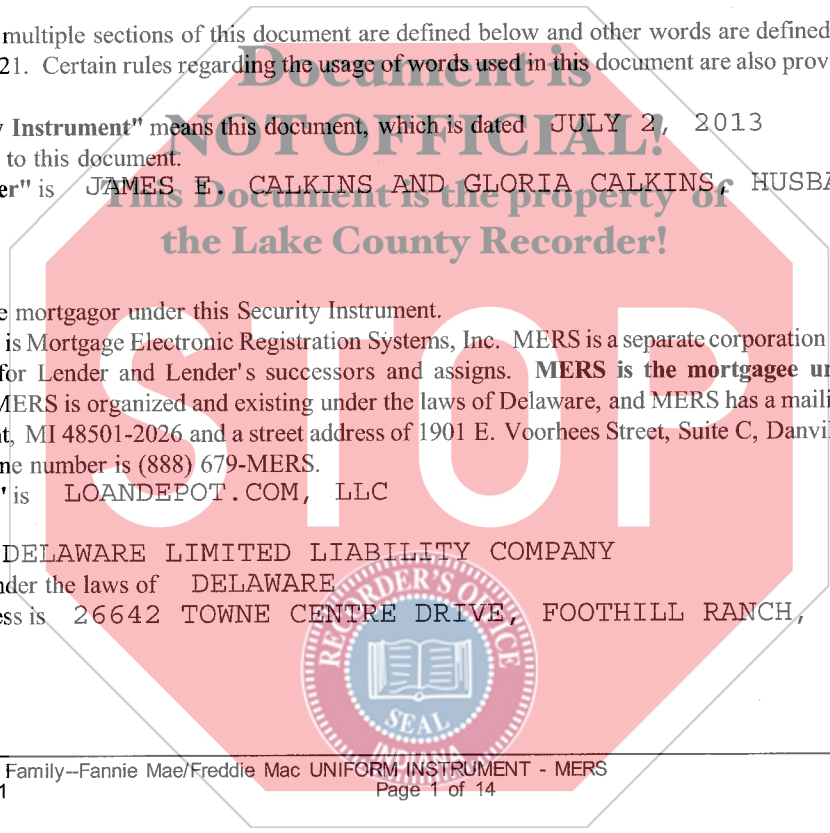 multiple sections of this document are defined below and other words are defined
21. Certain rules regarding the usage of words used in this document are also prov
Document is
y Instrument" means this document, which is dated JULY 2, 2013
NOT OFFICIAL!
to this document.
er" is JAMES E. CALKINS AND GLORIA CALKINS, HUSBA
This Document is the property of
the Lake County Recorder!
e mortgagor under this Security Instrument.
is Mortgage Electronic Registration Systems, Inc. MERS is a separate corporation
for Lender and Lender's successors and assigns. MERS is the mortgagee un
MERS is organized and existing under the laws of Delaware, and MERS has a maili
t, MI 48501-2026 and a street address of 1901 E. Voorhees Street, Suite C, Danvil
ne number is (888) 679-MERS.
STOP
" is LOANDEPOT.COM, LLC
DELAWARE LIMITED LIABILITY COMPANY
nder the laws of DELAWARE
ess is 26642 TOWNE CENTRE DRIVE, FOOTHILL RANCH,
RECORDER'S OFFICE
SEAL
INDIANA
Family--Fannie Mae/Freddie Mac UNIFORM INSTRUMENT - MERS
1 Page 1 of 14